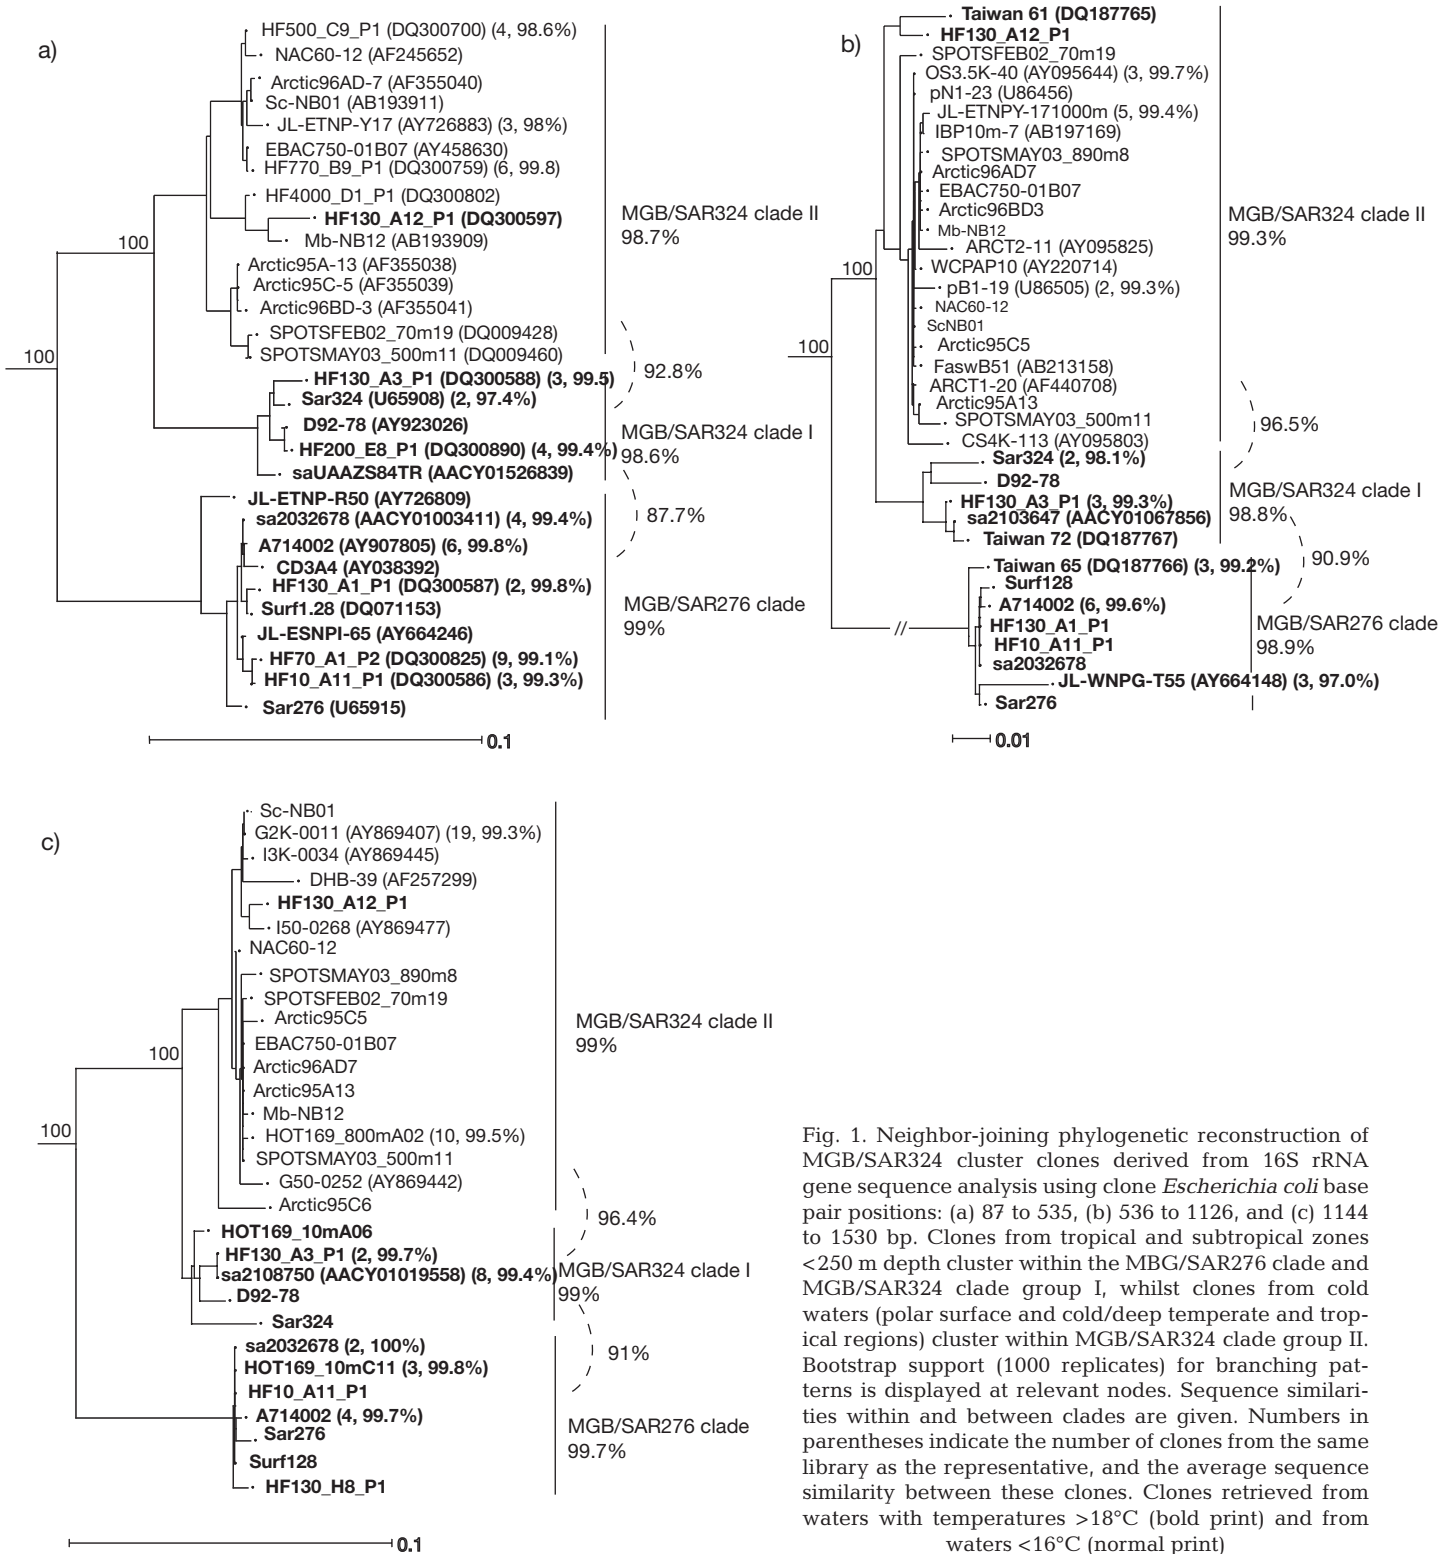 a)
HF500_C9_P1 (DQ300700) (4, 98.6%)
NAC60-12 (AF245652)
Arctic96AD-7 (AF355040)
Sc-NB01 (AB193911)
JL-ETNP-Y17 (AY726883) (3, 98%)
EBAC750-01B07 (AY458630)
HF770_B9_P1 (DQ300759) (6, 99.8)
HF4000_D1_P1 (DQ300802)
HF130_A12_P1 (DQ300597)
Mb-NB12 (AB193909)
Arctic95A-13 (AF355038)
Arctic95C-5 (AF355039)
Arctic96BD-3 (AF355041)
SPOTSFEB02_70m19 (DQ009428)
SPOTSMAY03_500m11 (DQ009460)
HF130_A3_P1 (DQ300588) (3, 99.5)
Sar324 (U65908) (2, 97.4%)
D92-78 (AY923026)
HF200_E8_P1 (DQ300890) (4, 99.4%)
saUAAZS84TR (AACY01526839)
JL-ETNP-R50 (AY726809)
sa2032678 (AACY01003411) (4, 99.4%)
A714002 (AY907805) (6, 99.8%)
CD3A4 (AY038392)
HF130_A1_P1 (DQ300587) (2, 99.8%)
Surf1.28 (DQ071153)
JL-ESNPI-65 (AY664246)
HF70_A1_P2 (DQ300825) (9, 99.1%)
HF10_A11_P1 (DQ300586) (3, 99.3%)
Sar276 (U65915)
100
100
MGB/SAR324 clade II
98.7%
92.8%
MGB/SAR324 clade I
98.6%
87.7%
MGB/SAR276 clade
99%
0.1
b)
Taiwan 61 (DQ187765)
HF130_A12_P1
SPOTSFEB02_70m19
OS3.5K-40 (AY095644) (3, 99.7%)
pN1-23 (U86456)
JL-ETNPY-171000m (5, 99.4%)
IBP10m-7 (AB197169)
SPOTSMAY03_890m8
Arctic96AD7
EBAC750-01B07
Arctic96BD3
Mb-NB12
ARCT2-11 (AY095825)
WCPAP10 (AY220714)
pB1-19 (U86505) (2, 99.3%)
NAC60-12
ScNB01
Arctic95C5
FaswB51 (AB213158)
ARCT1-20 (AF440708)
Arctic95A13
SPOTSMAY03_500m11
CS4K-113 (AY095803)
Sar324 (2, 98.1%)
D92-78
HF130_A3_P1 (3, 99.3%)
sa2103647 (AACY01067856)
Taiwan 72 (DQ187767)
Taiwan 65 (DQ187766) (3, 99.2%)
Surf128
A714002 (6, 99.6%)
HF130_A1_P1
HF10_A11_P1
sa2032678
JL-WNPG-T55 (AY664148) (3, 97.0%)
Sar276
100
100
//
MGB/SAR324 clade II
99.3%
96.5%
MGB/SAR324 clade I
98.8%
90.9%
MGB/SAR276 clade
98.9%
0.01
c)
Sc-NB01
G2K-0011 (AY869407) (19, 99.3%)
I3K-0034 (AY869445)
DHB-39 (AF257299)
HF130_A12_P1
I50-0268 (AY869477)
NAC60-12
SPOTSMAY03_890m8
SPOTSFEB02_70m19
Arctic95C5
EBAC750-01B07
Arctic96AD7
Arctic95A13
Mb-NB12
HOT169_800mA02 (10, 99.5%)
SPOTSMAY03_500m11
G50-0252 (AY869442)
Arctic95C6
HOT169_10mA06
HF130_A3_P1 (2, 99.7%)
sa2108750 (AACY01019558) (8, 99.4%)
D92-78
Sar324
sa2032678 (2, 100%)
HOT169_10mC11 (3, 99.8%)
HF10_A11_P1
A714002 (4, 99.7%)
Sar276
Surf128
HF130_H8_P1
100
100
MGB/SAR324 clade II
99%
96.4%
MGB/SAR324 clade I
99%
91%
MGB/SAR276 clade
99.7%
0.1
Fig. 1. Neighbor-joining phylogenetic reconstruction of
MGB/SAR324 cluster clones derived from 16S rRNA
gene sequence analysis using clone Escherichia coli base
pair positions: (a) 87 to 535, (b) 536 to 1126, and (c) 1144
to 1530 bp. Clones from tropical and subtropical zones
<250 m depth cluster within the MBG/SAR276 clade and
MGB/SAR324 clade group I, whilst clones from cold
waters (polar surface and cold/deep temperate and trop-
ical regions) cluster within MGB/SAR324 clade group II.
Bootstrap support (1000 replicates) for branching pat-
terns is displayed at relevant nodes. Sequence similari-
ties within and between clades are given. Numbers in
parentheses indicate the number of clones from the same
library as the representative, and the average sequence
similarity between these clones. Clones retrieved from
waters with temperatures >18°C (bold print) and from
waters <16°C (normal print)